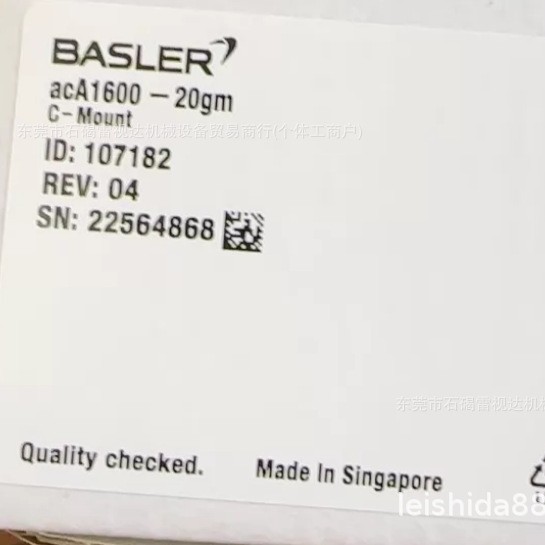 BASLER
acA1600 – 20gm
C-Mount
东莞市石碣雷视达机械设备贸易商行(个体工商户)
ID: 107182
REV: 04
SN: 22564868
东莞市石碣雷视达机械
Quality checked.
Made In Singapore
leishida88